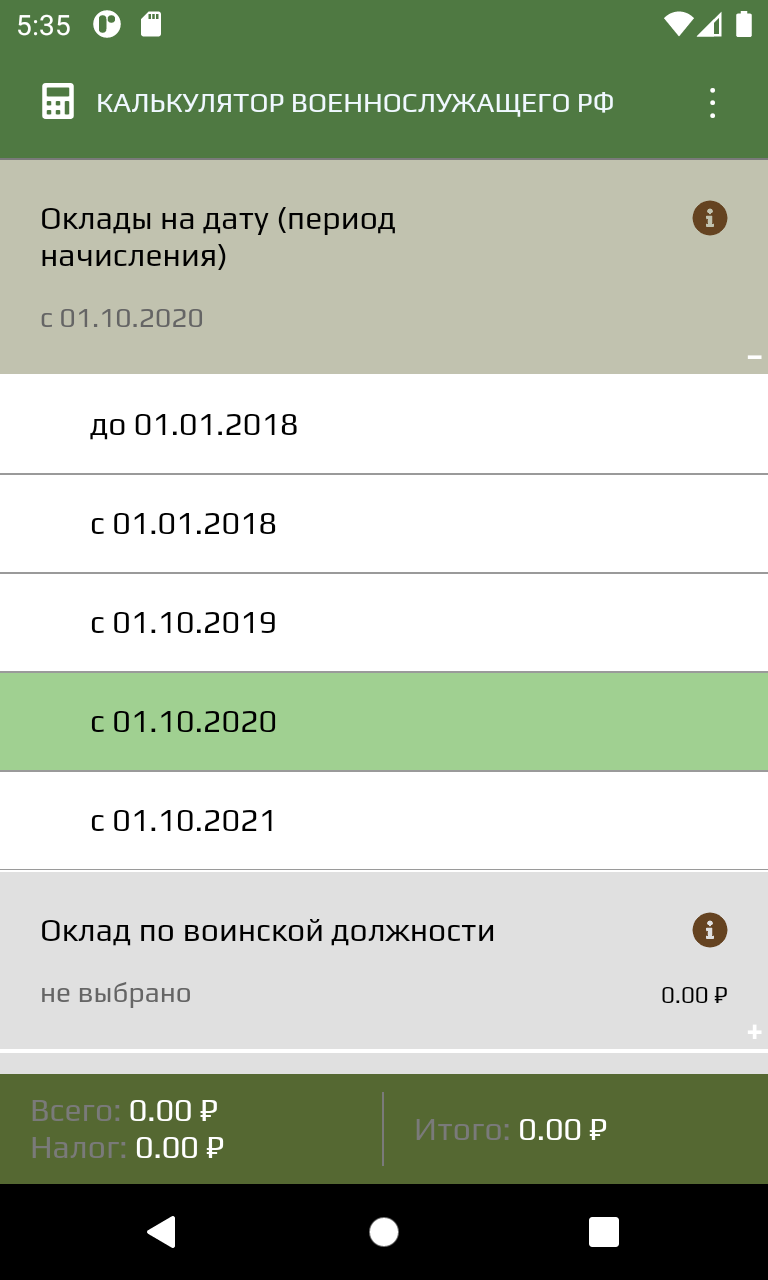 5:35
КАЛЬКУЛЯТОР ВОЕННОСЛУЖАЩЕГО РФ
Оклады на дату (период
начисления)
с 01.10.2020
до 01.01.2018
с 01.01.2018
с 01.10.2019
с 01.10.2020
с 01.10.2021
Оклад по воинской должности
не выбрано
0.00 ₽
Всего: 0.00 ₽
Налог: 0.00 ₽
Итого: 0.00 ₽